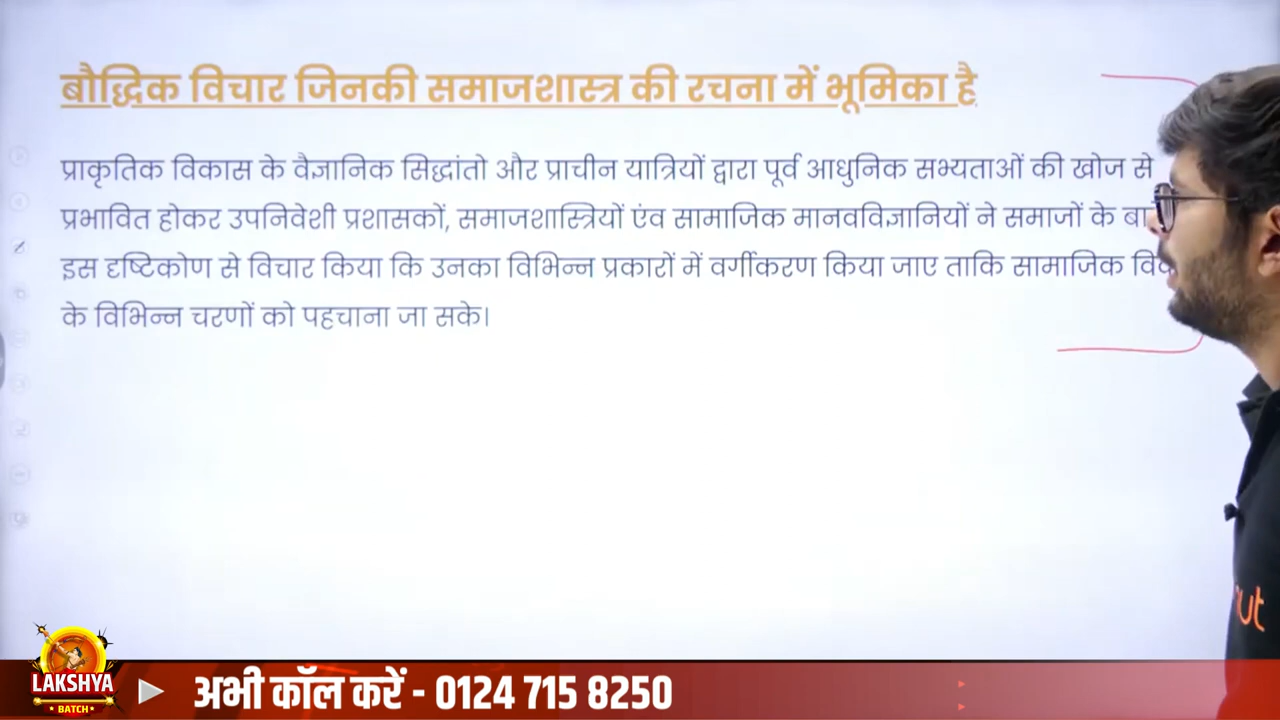 बौद्धिक विचार जिनकी समाजशास्त्र की रचना में भूमिका है
प्राकृतिक विकास के वैज्ञानिक सिद्धांतो और प्राचीन यात्रियों द्वारा पूर्व आधुनिक सभ्यताओं की खोज से
प्रभावित होकर उपनिवेशी प्रशासकों, समाजशास्त्रियों एंव सामाजिक मानवविज्ञानियों ने समाजों के
इस दृष्टिकोण से विचार किया कि उनका विभिन्न प्रकारों में वर्गीकरण किया जाए ताकि सामाजिक
के विभिन्न चरणों को पहचाना जा सके।
LAKSHYA
BATCH
अभी कॉल करें - 0124 715 8250